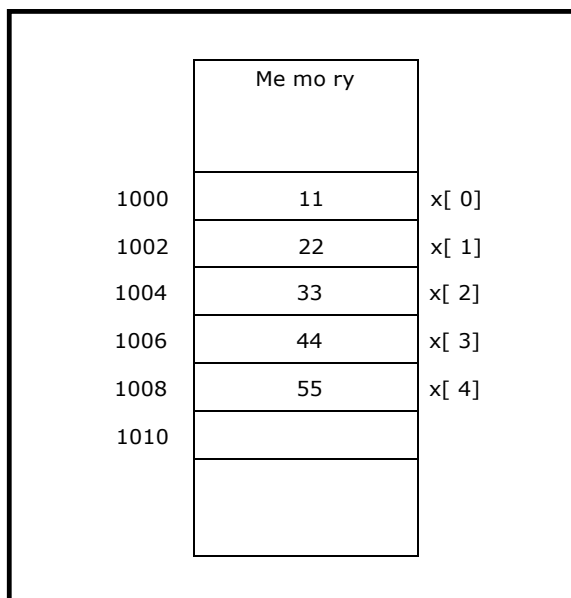 Me mo ry
1000 11 x[ 0]
1002 22 x[ 1]
1004 33 x[ 2]
1006 44 x[ 3]
1008 55 x[ 4]
1010